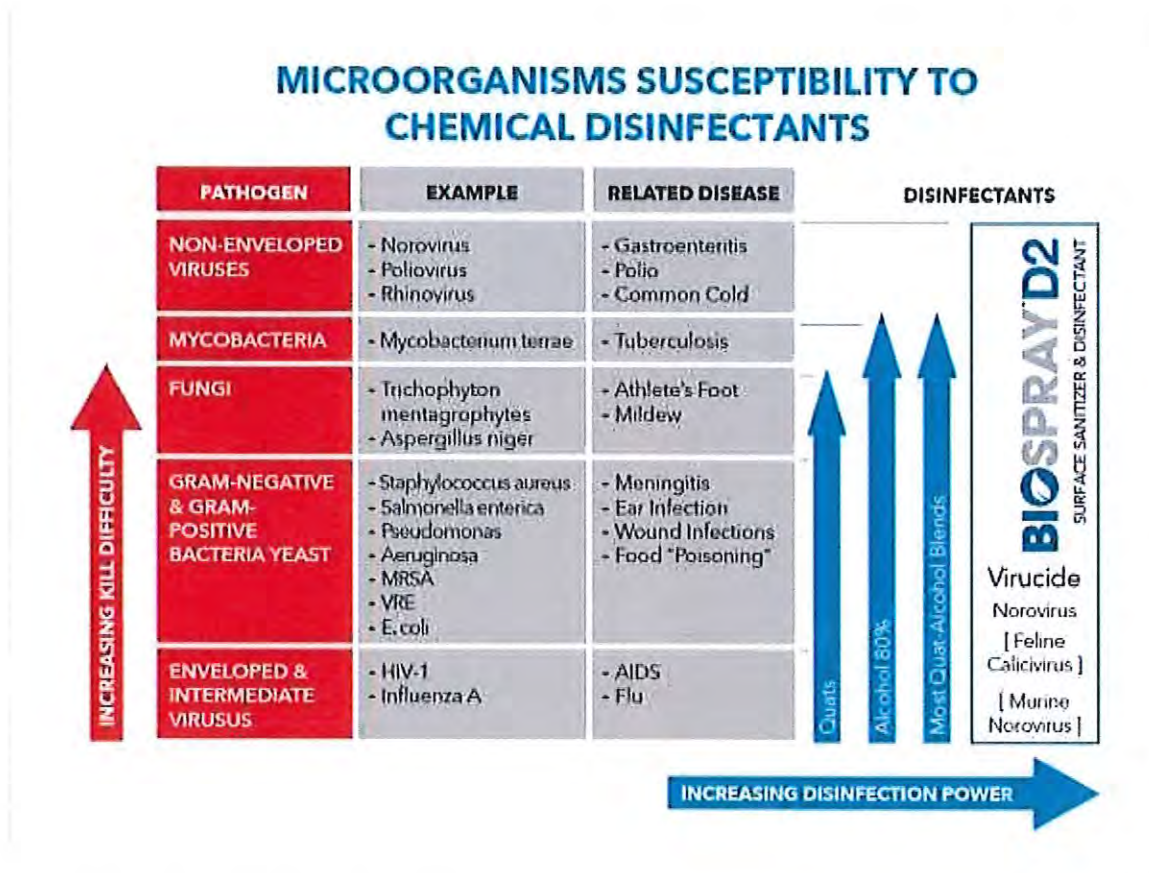 MICROORGANISMS SUSCEPTIBILITY TO
CHEMICAL DISINFECTANTS
PATHOGEN
EXAMPLE
RELATED DISEASE
DISINFECTANTS
NON-ENVELOPED
VIRUSES
- Norovirus
- Poliovirus
- Rhinovirus
- Gastroenteritis
- Polio
- Common Cold
MYCOBACTERIA
- Mycobacterium terrae
- Tuberculosis
FUNGI
- Trichophyton
mentagrophytes
- Aspergillus niger
- Athlete's Foot
- Mildew
GRAM-NEGATIVE
& GRAM-
POSITIVE
BACTERIA YEAST
- Staphylococcus aureus
- Salmonella enterica
- Pseudomonas
- Aeruginosa
- MRSA
- VRE
- E. coli
- Meningitis
- Ear Infection
- Wound Infections
- Food "Poisoning"
ENVELOPED &
INTERMEDIATE
VIRUSUS
- HIV-1
- Influenza A
- AIDS
- Flu
INCREASING KILL DIFFICULTY
Quats
Alcohol 80%
Most Quat-Alcohol Blends
BIOSPRAY D2
SURFACE SANITIZER & DISINFECTANT
Virucide
Norovirus
[ Feline
Calicivirus ]
[ Murine
Norovirus ]
INCREASING DISINFECTION POWER